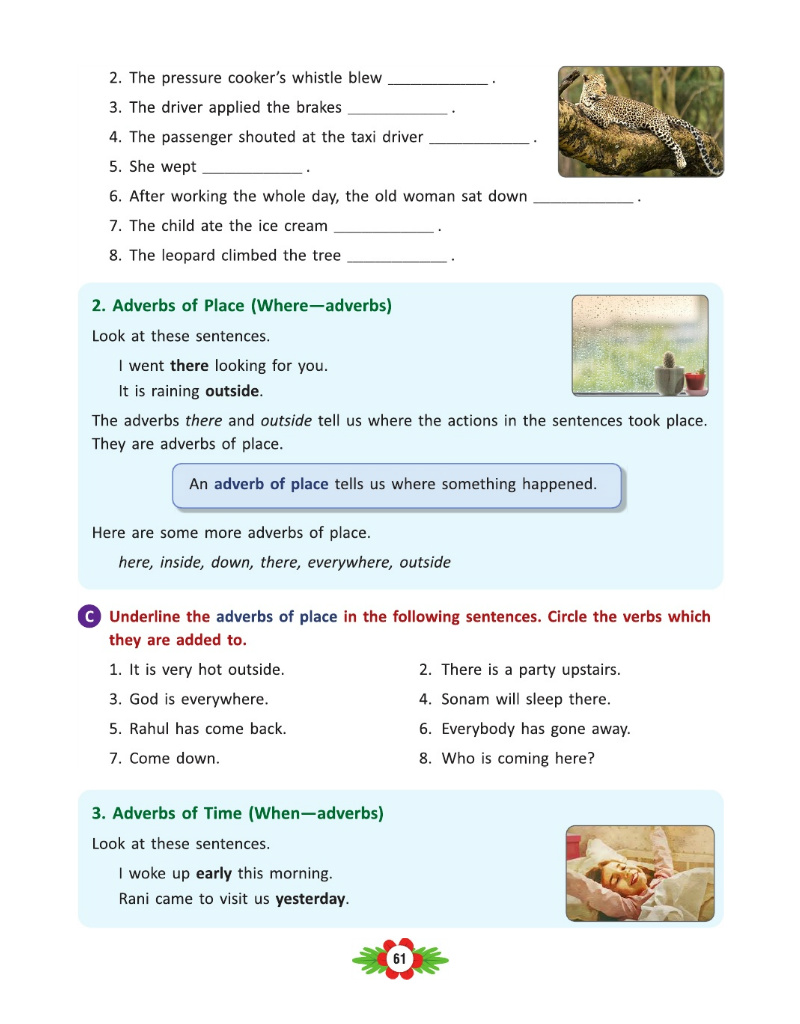 2. The pressure cooker's whistle blew ____________ .
3. The driver applied the brakes ____________ .
4. The passenger shouted at the taxi driver ____________ .
5. She wept ____________ .
6. After working the whole day, the old woman sat down ____________ .
7. The child ate the ice cream ____________ .
8. The leopard climbed the tree ____________ .
2. Adverbs of Place (Where—adverbs)
Look at these sentences.
I went there looking for you.
It is raining outside.
The adverbs there and outside tell us where the actions in the sentences took place.
They are adverbs of place.
An adverb of place tells us where something happened.
Here are some more adverbs of place.
here, inside, down, there, everywhere, outside
C Underline the adverbs of place in the following sentences. Circle the verbs which
they are added to.
1. It is very hot outside.
2. There is a party upstairs.
3. God is everywhere.
4. Sonam will sleep there.
5. Rahul has come back.
6. Everybody has gone away.
7. Come down.
8. Who is coming here?
3. Adverbs of Time (When—adverbs)
Look at these sentences.
I woke up early this morning.
Rani came to visit us yesterday.
61